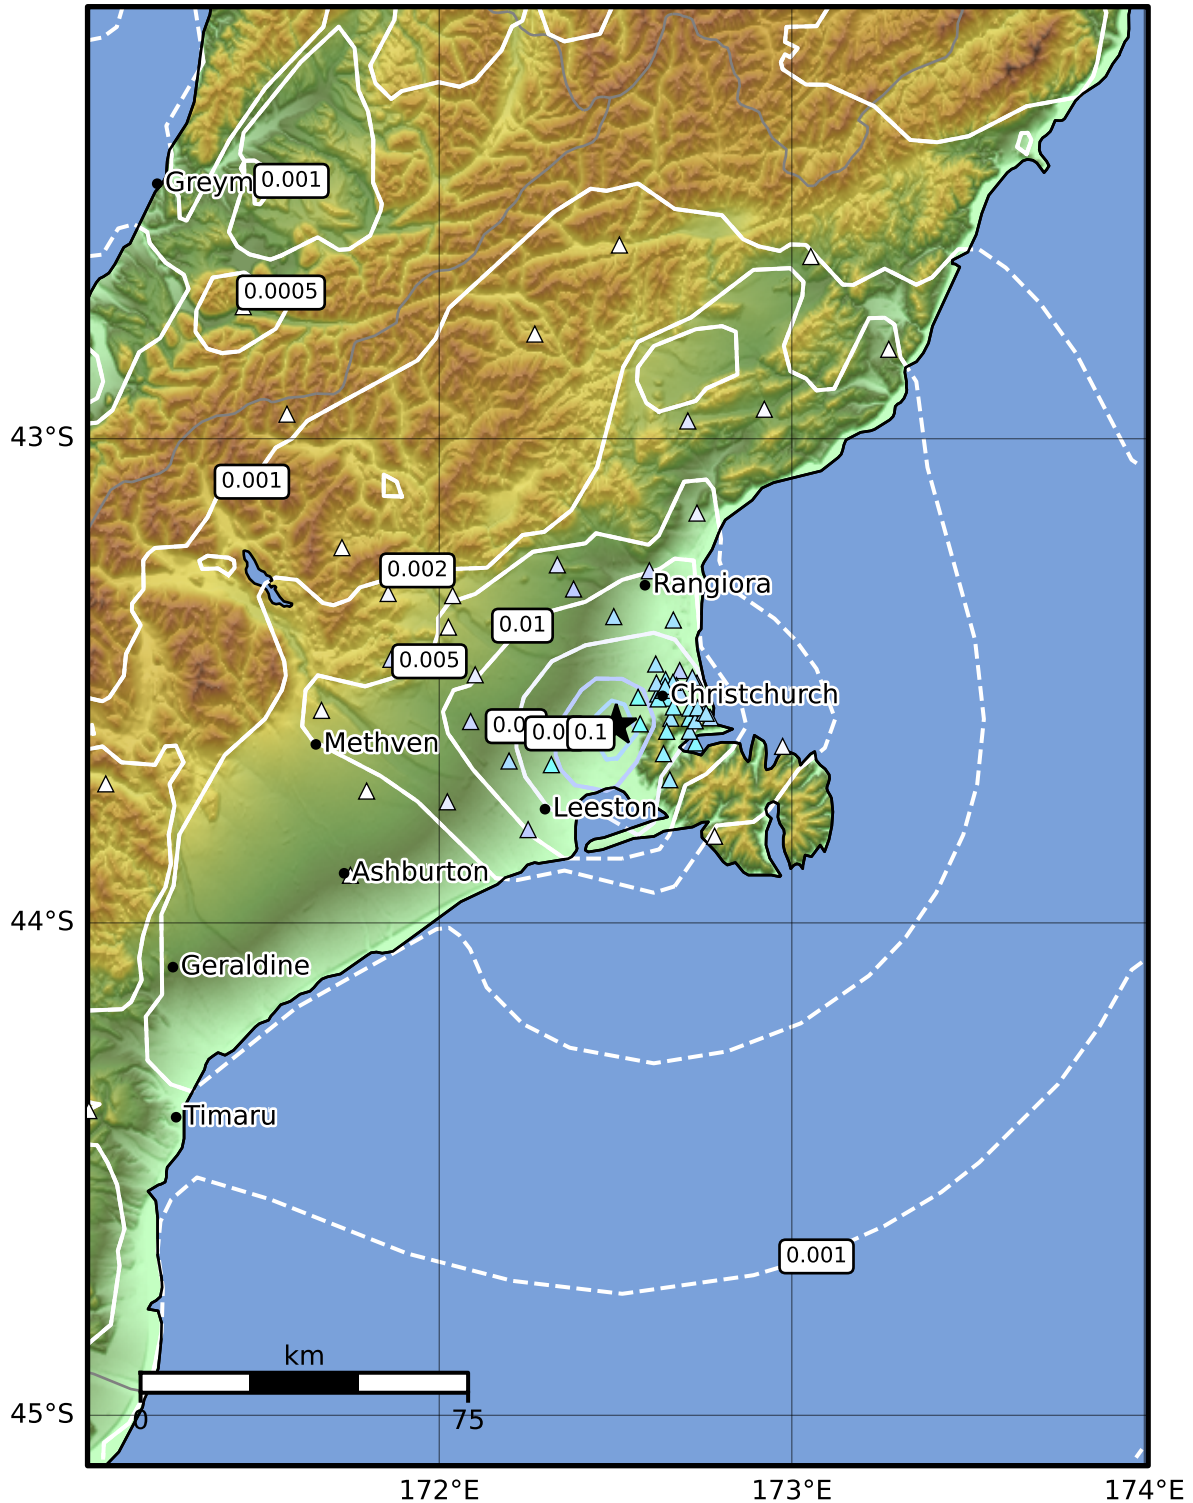 Greym
0.001
0.0005
43°S
0.001
0.002
Rangiora
0.01
0.005
Christchurch
0.1
Methven
Leeston
Ashburton
44°S
Geraldine
Timaru
0.001
km
0
75
45°S
172°E
173°E
174°E